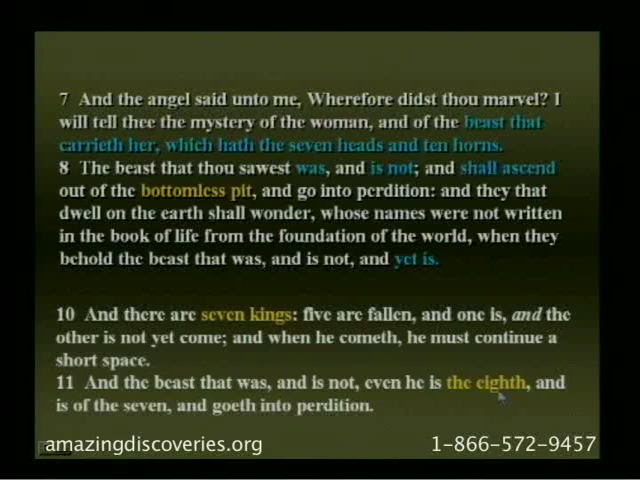 7 And the angel said unto me, Wherefore didst thou marvel? I
will tell thee the mystery of the woman, and of the beast that
carrieth her, which hath the seven heads and ten horns.
8 The beast that thou sawest was, and is not; and shall ascend
out of the bottomless pit, and go into perdition: and they that
dwell on the earth shall wonder, whose names were not written
in the book of life from the foundation of the world, when they
behold the beast that was, and is not, and yet is.
10 And there are seven kings: five are fallen, and one is, and the
other is not yet come; and when he cometh, he must continue a
short space.
11 And the beast that was, and is not, even he is the eighth, and
is of the seven, and goeth into perdition.
amazingdiscoveries.org 1-866-572-9457